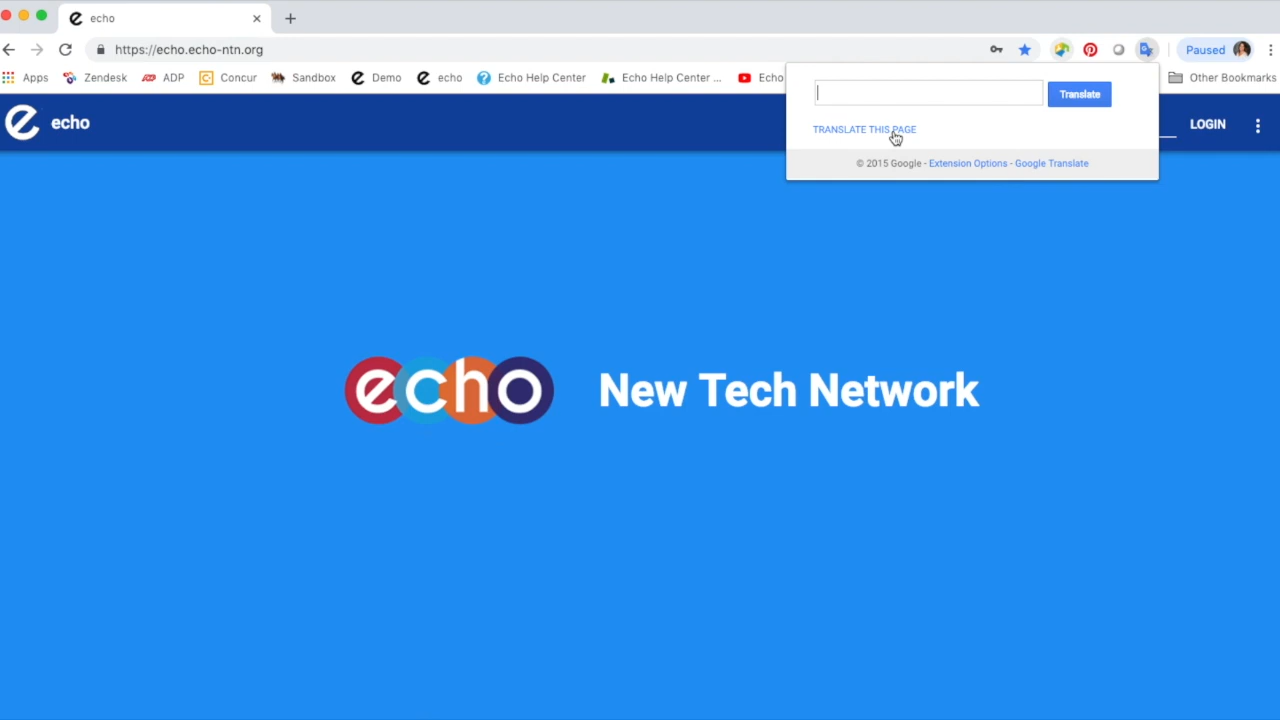 echo
https://echo.echo-ntn.org
Paused
Apps Zendesk ADP Concur Sandbox Demo echo Echo Help Center Echo Help Center ... Echo Other Bookmarks
Translate
TRANSLATE THIS PAGE
© 2015 Google - Extension Options - Google Translate
echo LOGIN
echo New Tech Network